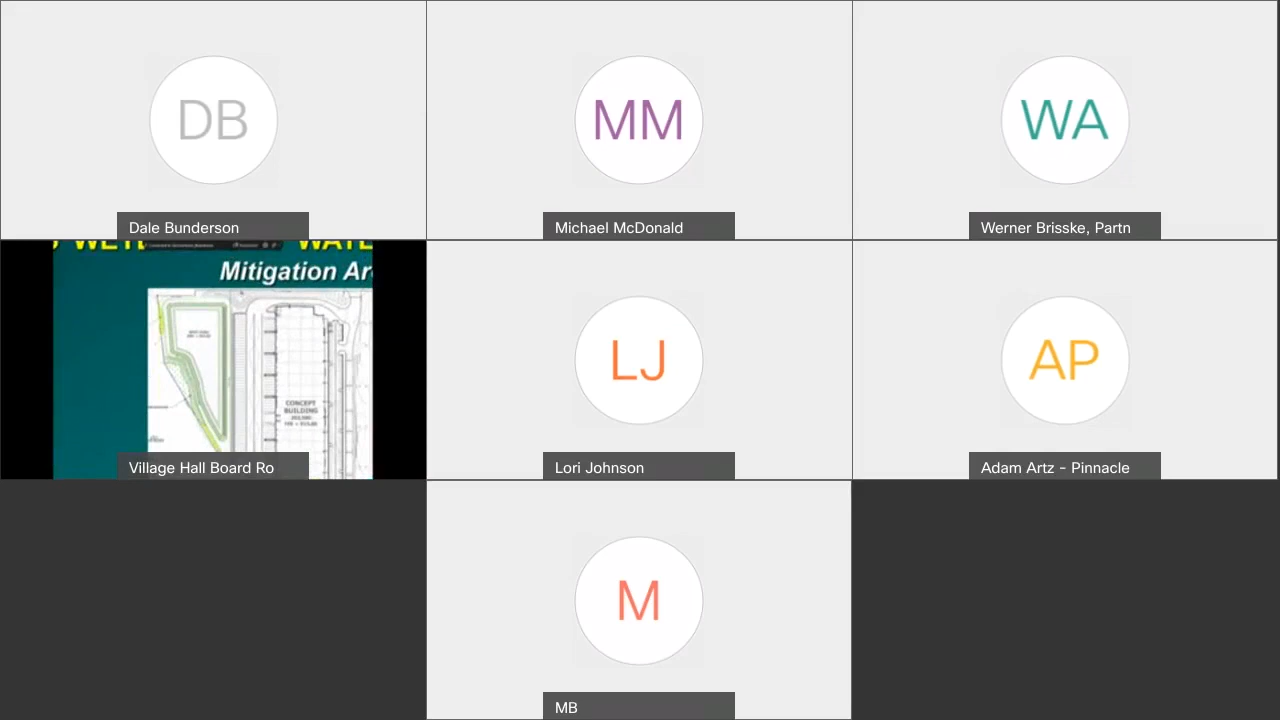 DB
MM
WA
Dale Bunderson
Michael McDonald
Werner Brisske, Partn
Mitigation Ar
CONCEPT
BUILDING
LJ
AP
Village Hall Board Ro
Lori Johnson
Adam Artz - Pinnacle
M
MB